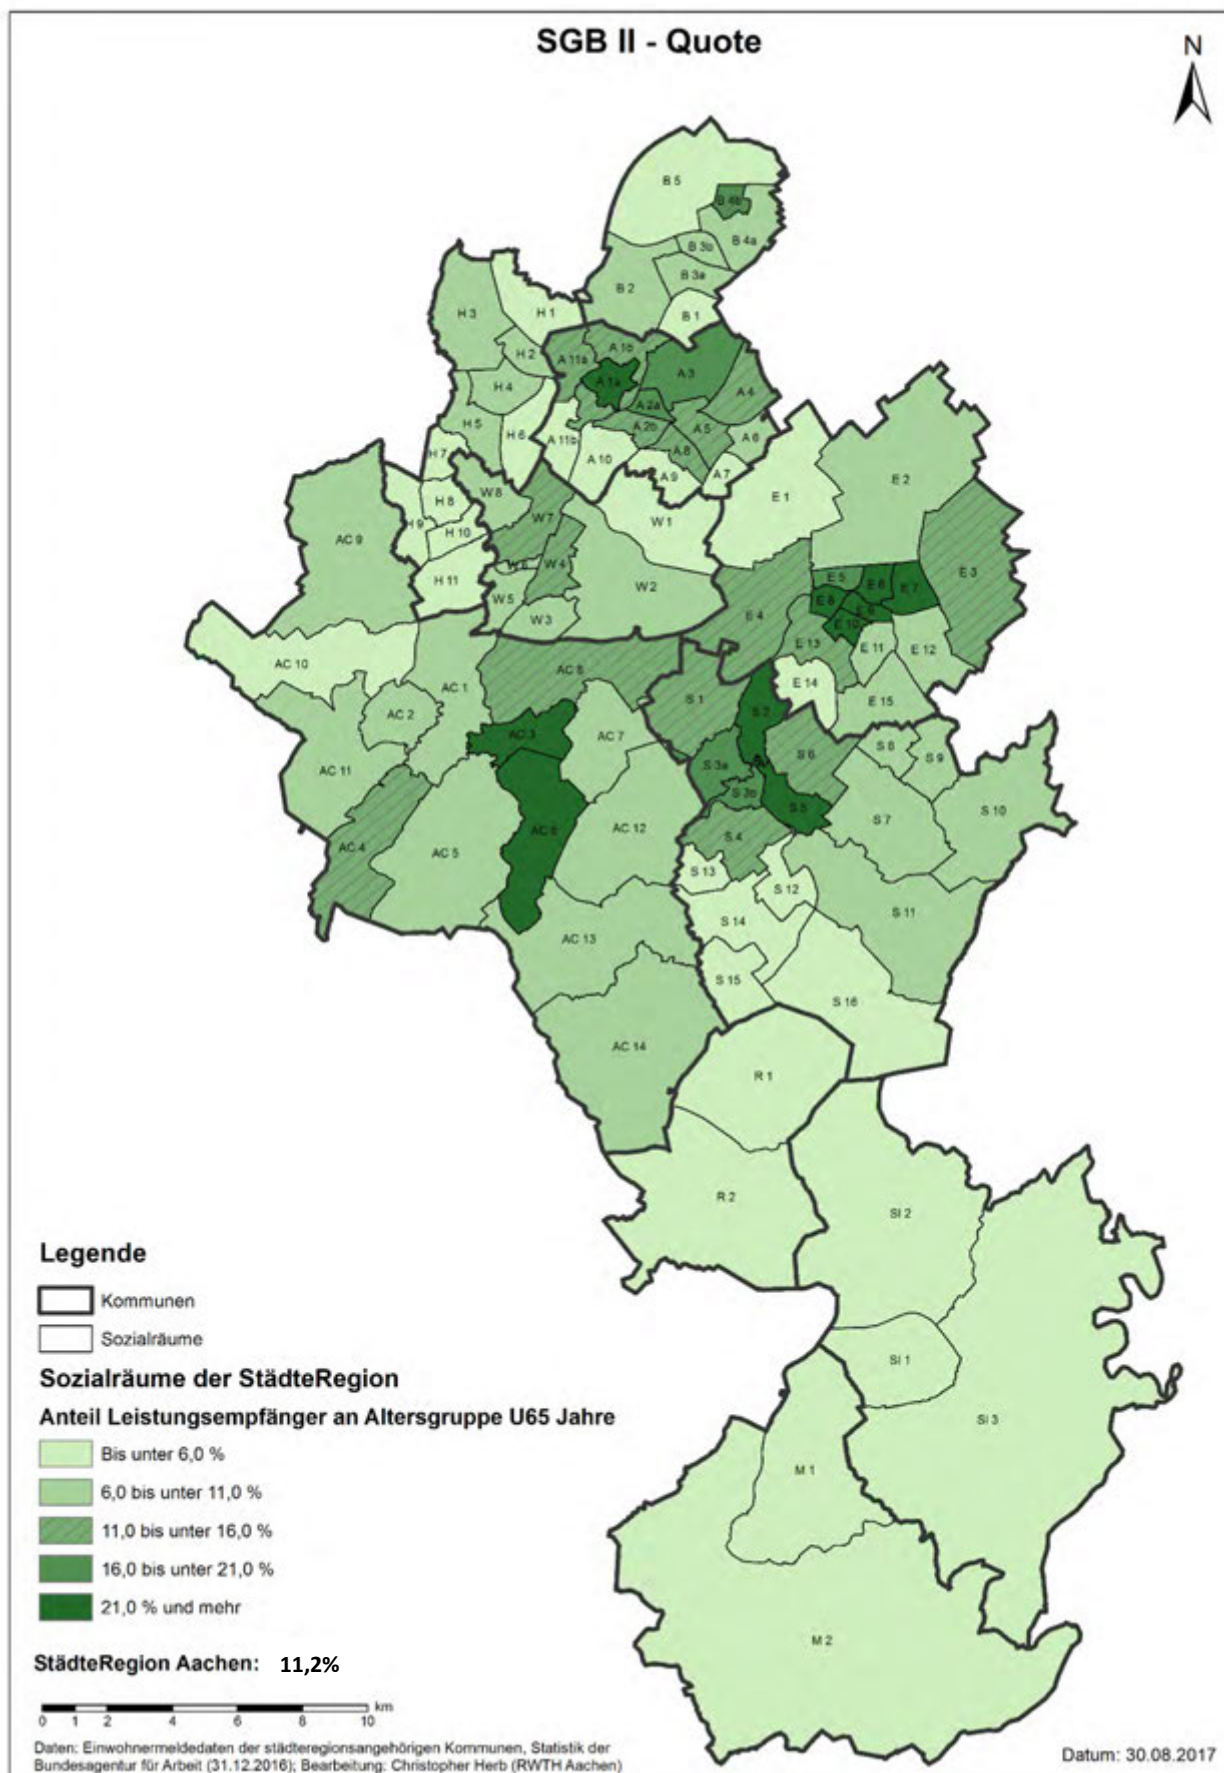 SGB II - Quote
N
B 5
B 4b
B 4a
B 3b
B 3a
B 2
B 1
H 3
H 1
H 2
A 11a
A 1b
A 3
A 1a
A 4
H 4
A 2a
H 5
A 2b
A 5
A 6
H 6
A 11b
A 8
H 7
A 10
A 9
A 7
E 2
W 8
H 8
E 1
H 9
W 7
W 1
H 10
AC 9
W 6
W 4
E 3
H 11
W 2
E 5
E 6
E 7
W 5
E 8
W 3
E 4
E 10
E 13
E 11
E 12
AC 10
AC 8
AC 1
E 14
S 1
E 15
AC 2
S 2
AC 3
AC 7
S 6
S 8
S 9
AC 11
S 3a
S 3b
S 5
S 10
AC 6
AC 12
S 7
S 4
AC 4
AC 5
S 13
S 12
S 11
S 14
AC 13
S 15
S 16
AC 14
R 1
R 2
SI 2
SI 1
SI 3
M 1
M 2
Legende
Kommunen
Sozialräume
Sozialräume der StädteRegion
Anteil Leistungsempfänger an Altersgruppe U65 Jahre
Bis unter 6,0 %
6,0 bis unter 11,0 %
11,0 bis unter 16,0 %
16,0 bis unter 21,0 %
21,0 % und mehr
StädteRegion Aachen: 11,2%
km
0 1 2 4 6 8 10
Daten: Einwohnermeldedaten der städteregionsangehörigen Kommunen, Statistik der
Bundesagentur für Arbeit (31.12.2016); Bearbeitung: Christopher Herb (RWTH Aachen)
Datum: 30.08.2017